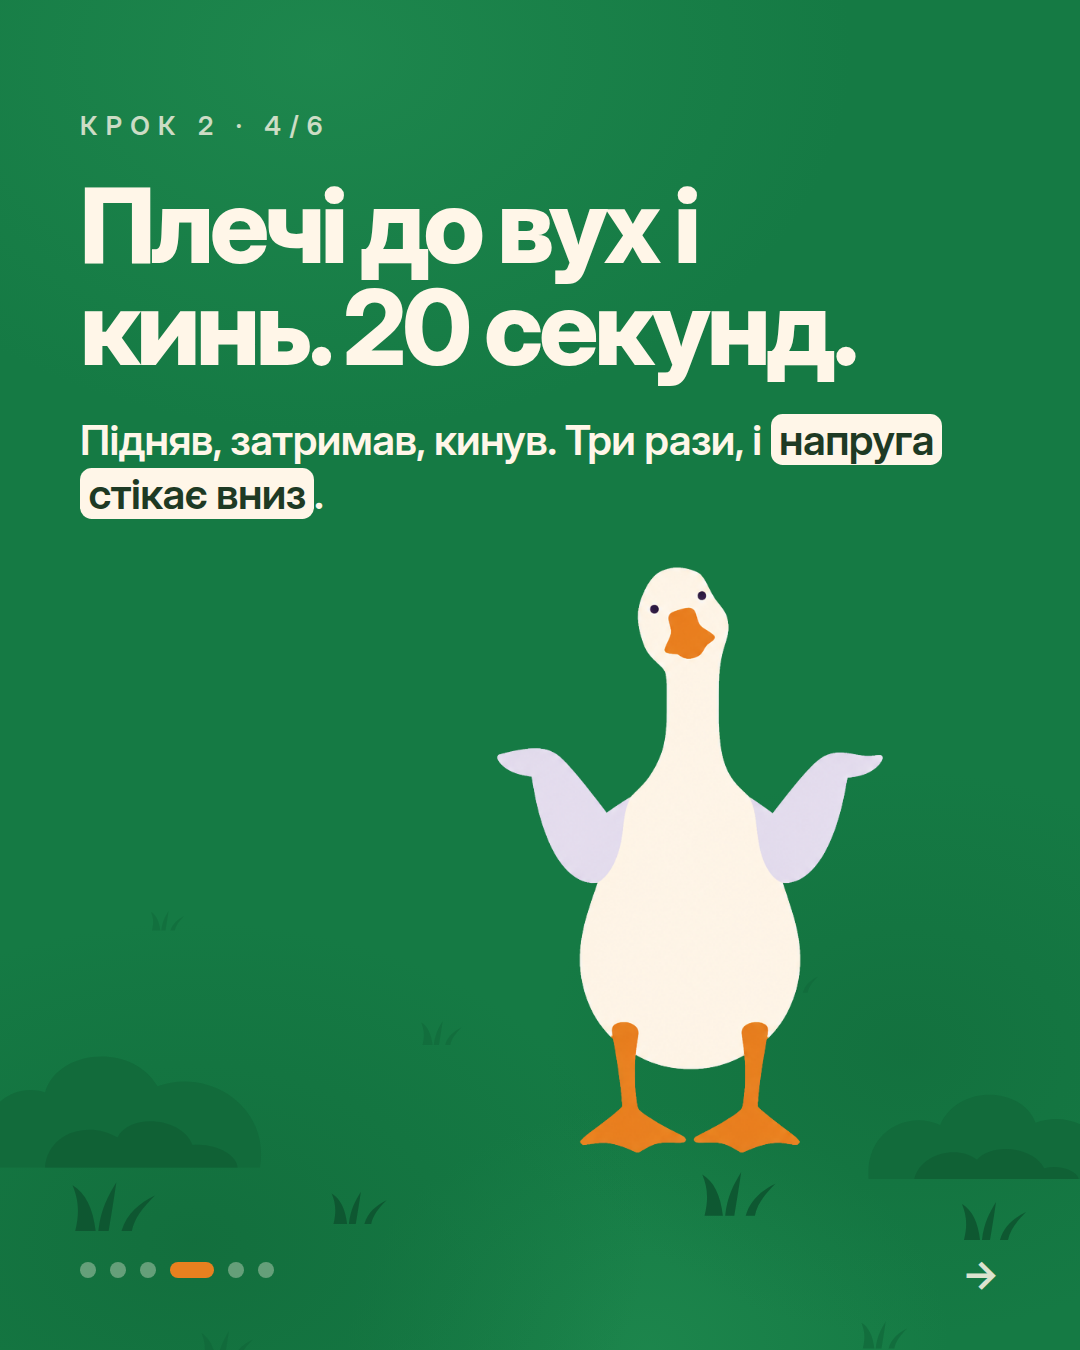 КРОК 2 · 4/6
Плечі до вух і
кинь. 20 секунд.
Підняв, затримав, кинув. Три рази, і напруга
стікає вниз.